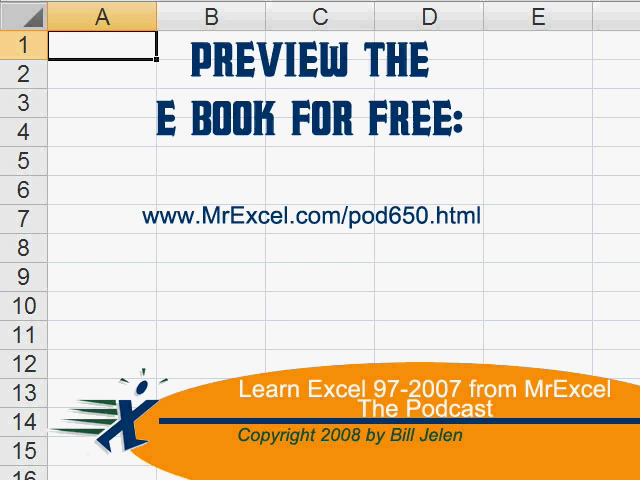 A B C D E
1
PREVIEW THE
2
3
E BOOK FOR FREE:
4
5
6
7
www.MrExcel.com/pod650.html
8
9
10
11
12
13
Learn Excel 97-2007 from MrExcel
The Podcast
14
Copyright 2008 by Bill Jelen
15
16